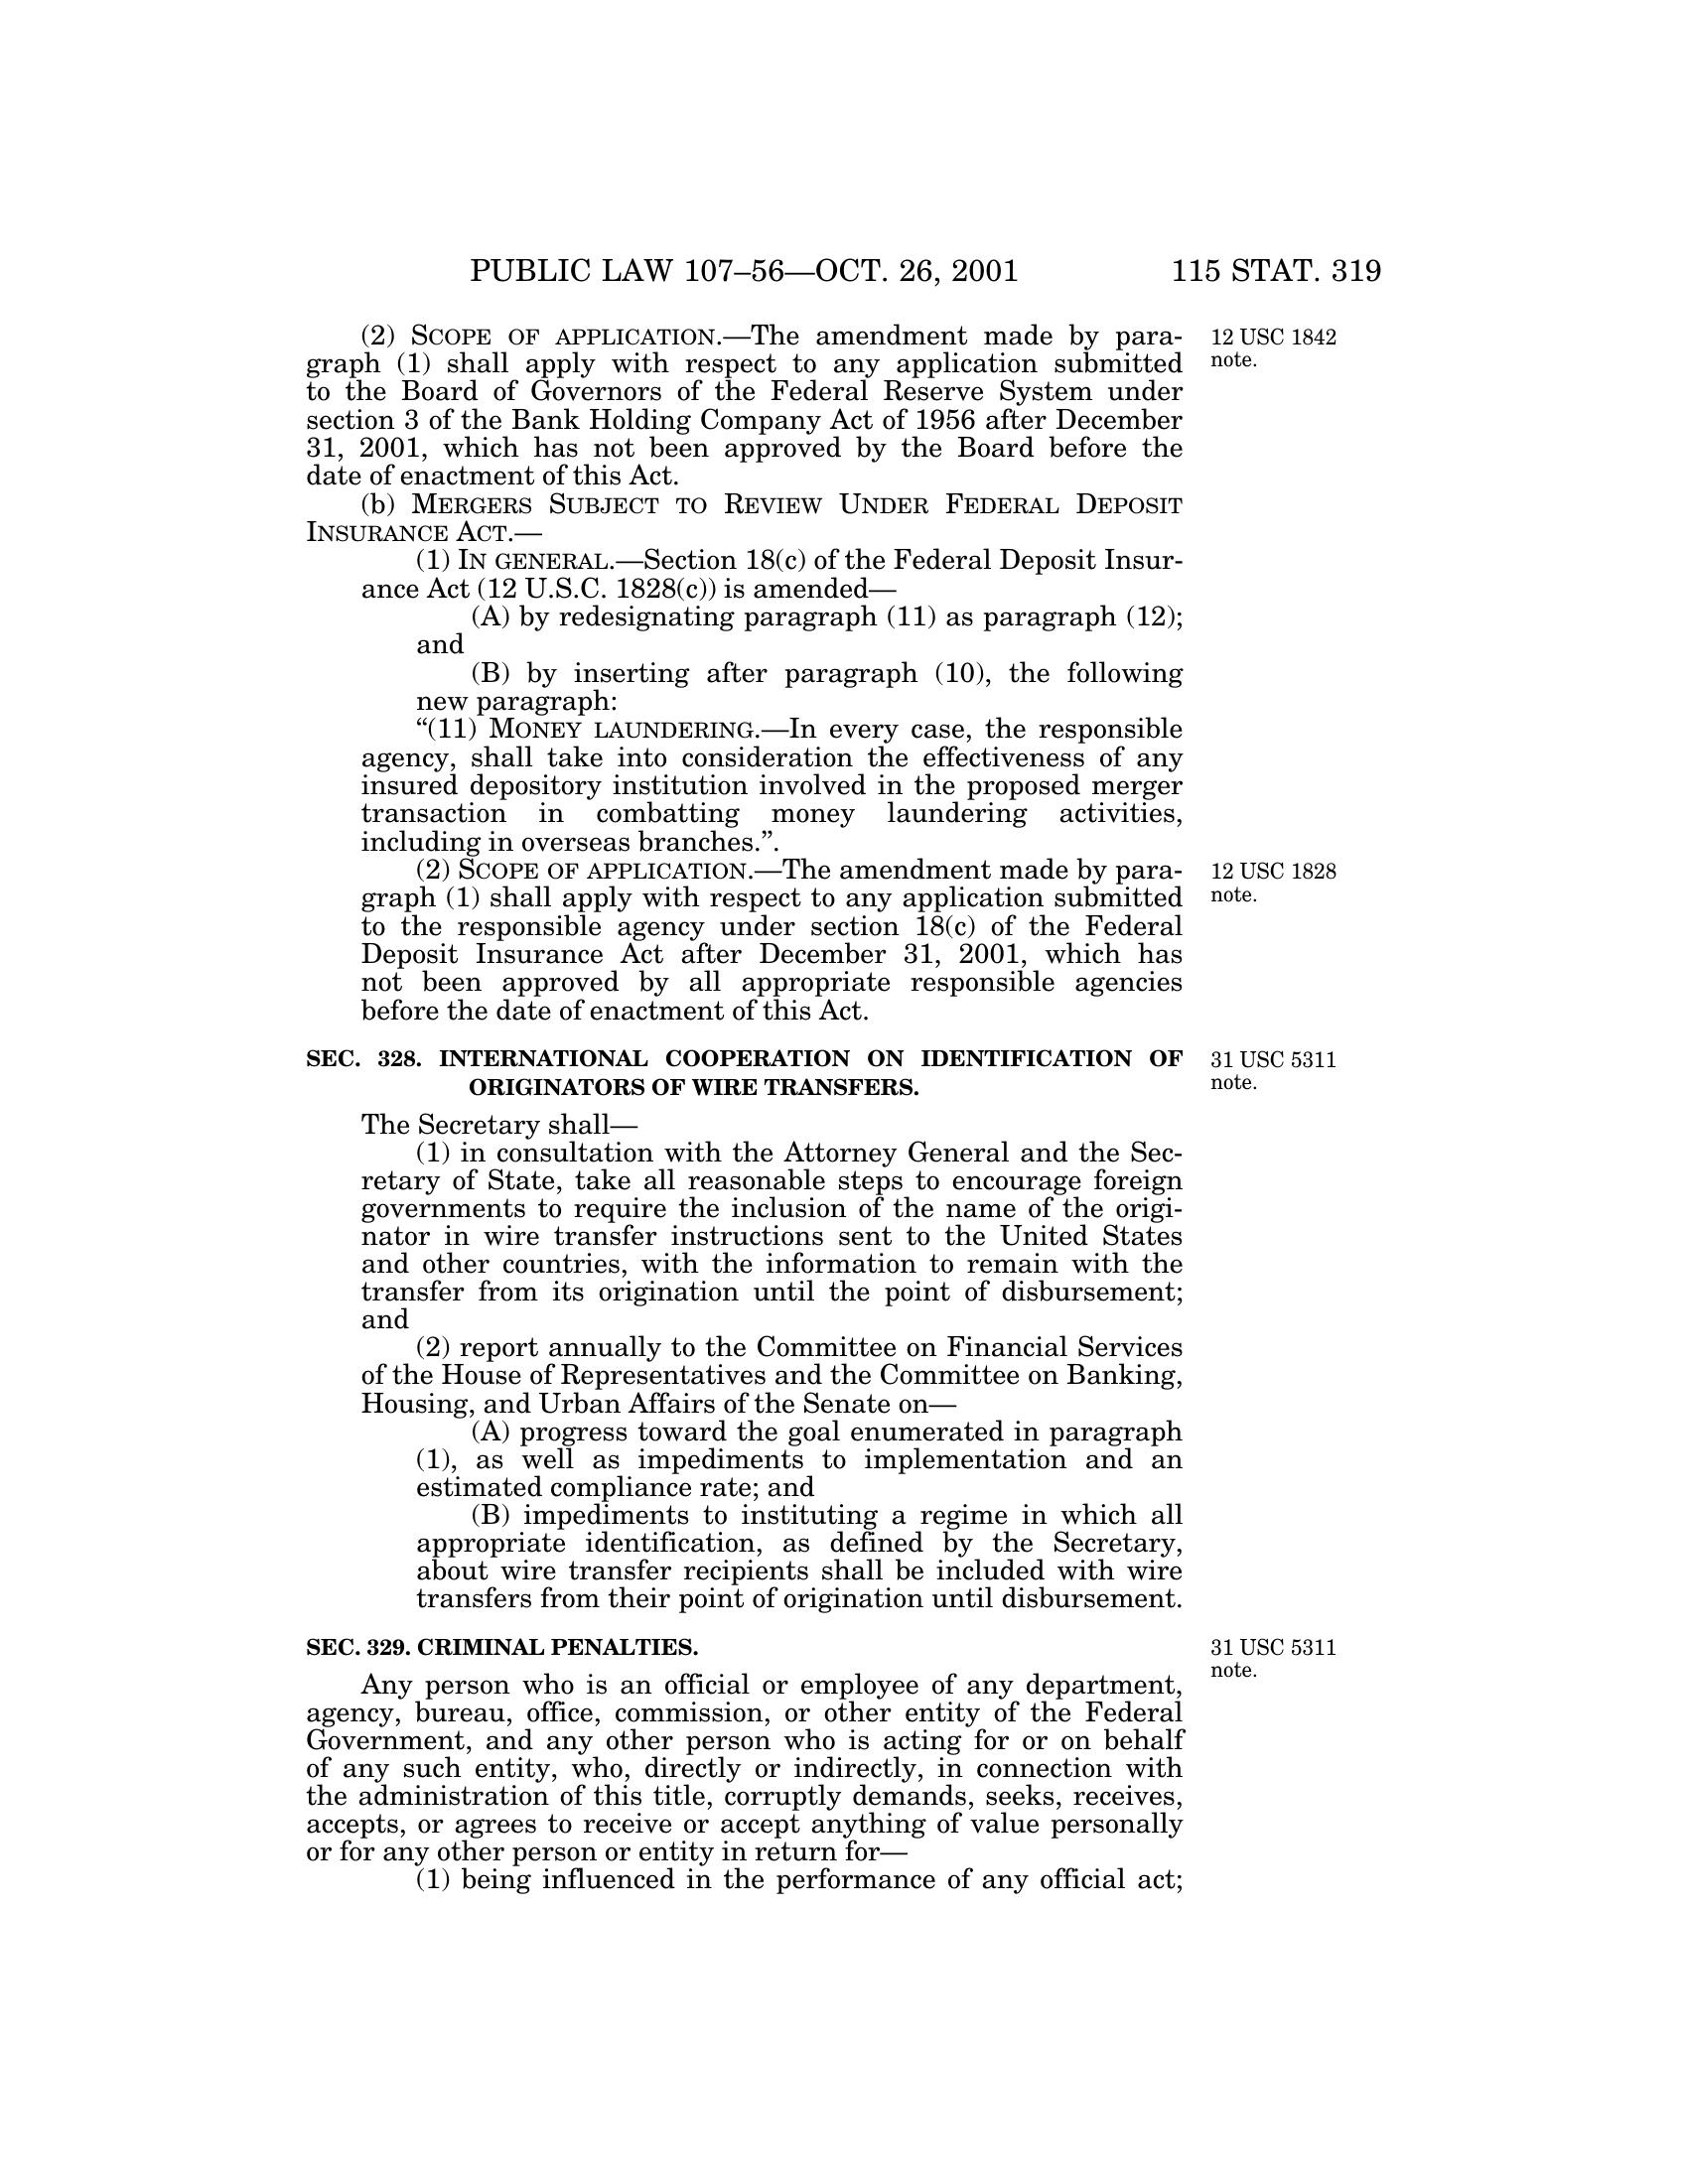 PUBLIC LAW 107–56—OCT. 26, 2001 115 STAT. 319
(2) SCOPE OF APPLICATION.—The amendment made by para-
graph (1) shall apply with respect to any application submitted
to the Board of Governors of the Federal Reserve System under
section 3 of the Bank Holding Company Act of 1956 after December
31, 2001, which has not been approved by the Board before the
date of enactment of this Act.
12 USC 1842
note.
(b) MERGERS SUBJECT TO REVIEW UNDER FEDERAL DEPOSIT
INSURANCE ACT.—
(1) IN GENERAL.—Section 18(c) of the Federal Deposit Insur-
ance Act (12 U.S.C. 1828(c)) is amended—
(A) by redesignating paragraph (11) as paragraph (12);
and
(B) by inserting after paragraph (10), the following
new paragraph:
“(11) MONEY LAUNDERING.—In every case, the responsible
agency, shall take into consideration the effectiveness of any
insured depository institution involved in the proposed merger
transaction in combatting money laundering activities,
including in overseas branches.”.
(2) SCOPE OF APPLICATION.—The amendment made by para-
graph (1) shall apply with respect to any application submitted
to the responsible agency under section 18(c) of the Federal
Deposit Insurance Act after December 31, 2001, which has
not been approved by all appropriate responsible agencies
before the date of enactment of this Act.
12 USC 1828
note.
SEC. 328. INTERNATIONAL COOPERATION ON IDENTIFICATION OF
ORIGINATORS OF WIRE TRANSFERS.
31 USC 5311
note.
The Secretary shall—
(1) in consultation with the Attorney General and the Sec-
retary of State, take all reasonable steps to encourage foreign
governments to require the inclusion of the name of the origi-
nator in wire transfer instructions sent to the United States
and other countries, with the information to remain with the
transfer from its origination until the point of disbursement;
and
(2) report annually to the Committee on Financial Services
of the House of Representatives and the Committee on Banking,
Housing, and Urban Affairs of the Senate on—
(A) progress toward the goal enumerated in paragraph
(1), as well as impediments to implementation and an
estimated compliance rate; and
(B) impediments to instituting a regime in which all
appropriate identification, as defined by the Secretary,
about wire transfer recipients shall be included with wire
transfers from their point of origination until disbursement.
SEC. 329. CRIMINAL PENALTIES.
31 USC 5311
note.
Any person who is an official or employee of any department,
agency, bureau, office, commission, or other entity of the Federal
Government, and any other person who is acting for or on behalf
of any such entity, who, directly or indirectly, in connection with
the administration of this title, corruptly demands, seeks, receives,
accepts, or agrees to receive or accept anything of value personally
or for any other person or entity in return for—
(1) being influenced in the performance of any official act;